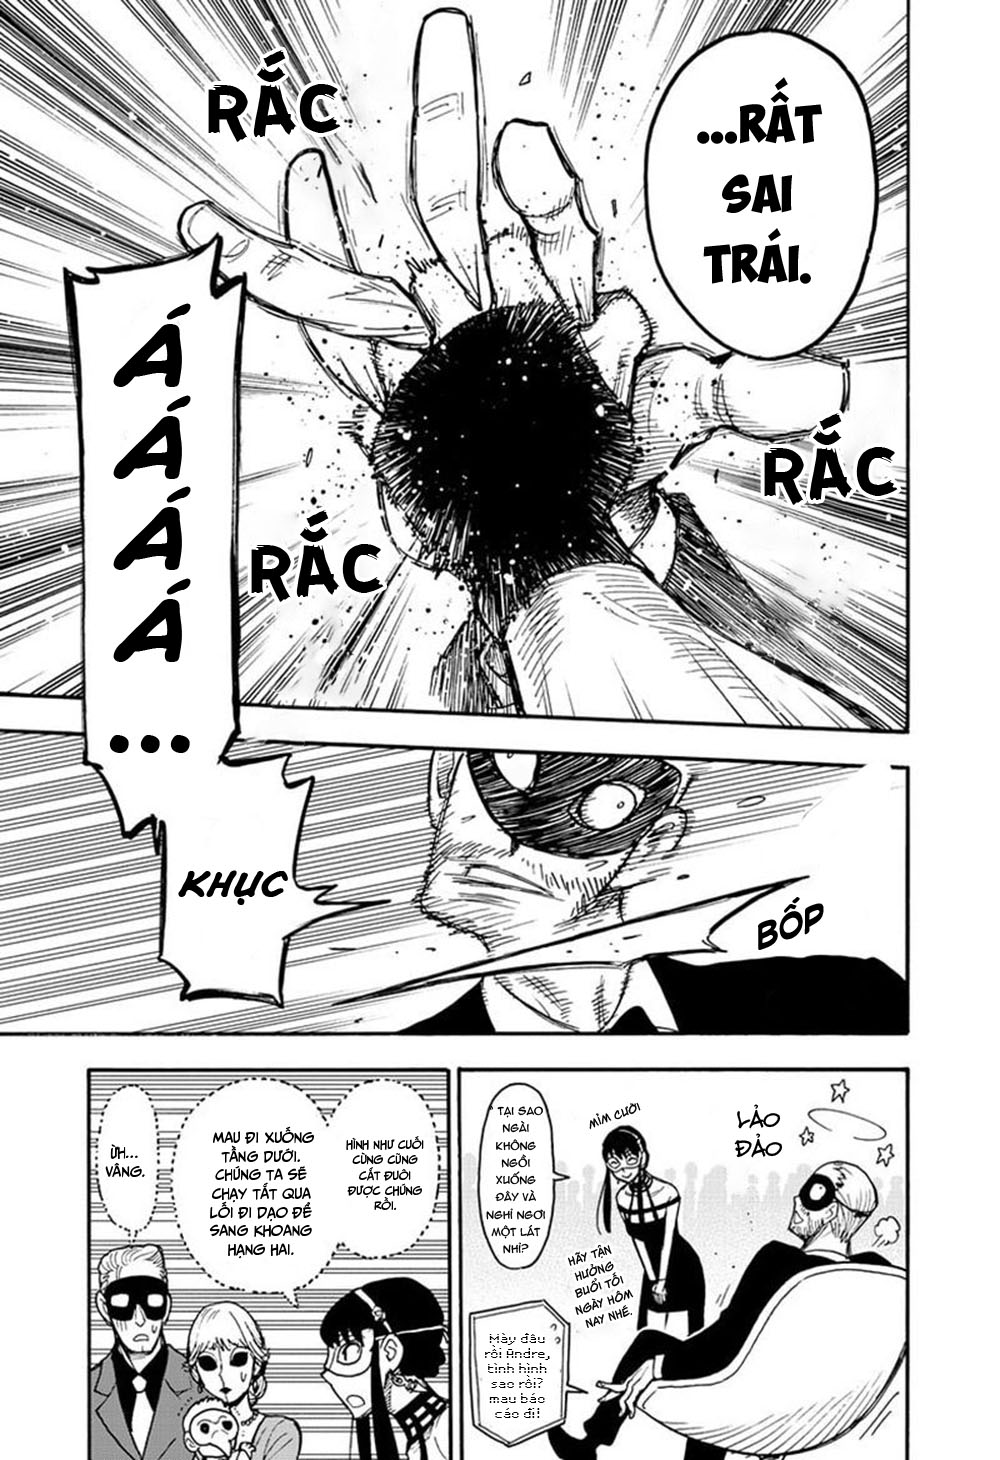 ...RẤT
SAI
TRÁI.
RẮC
RẮC
RẮC
Á
Á
Á
Á
...
KHỤC
BỐP
TẠI SAO
NGÀI
KHÔNG
NGỒI
XUỐNG
ĐÂY VÀ
NGHỈ NGƠI
MỘT LÁT
NHỈ?
MỈM CƯỜI
LẢO
ĐẢO
HÃY TẬN
HƯỞNG
BUỔI TỐI
NGÀY HÔM
NAY NHÉ.
Mày đâu
rồi Andre,
tình hình
sao rồi?
mau báo
cáo đi!
HÌNH NHƯ CUỐI
CÙNG CŨNG
CẮT ĐUÔI
ĐƯỢC CHÚNG
RỒI.
MAU ĐI XUỐNG
TẦNG DƯỚI.
CHÚNG TA SẼ
CHẠY TẮT QUA
LỐI ĐI DẠO ĐỂ
SANG KHOANG
HẠNG HAI.
ỪH...
VÂNG.